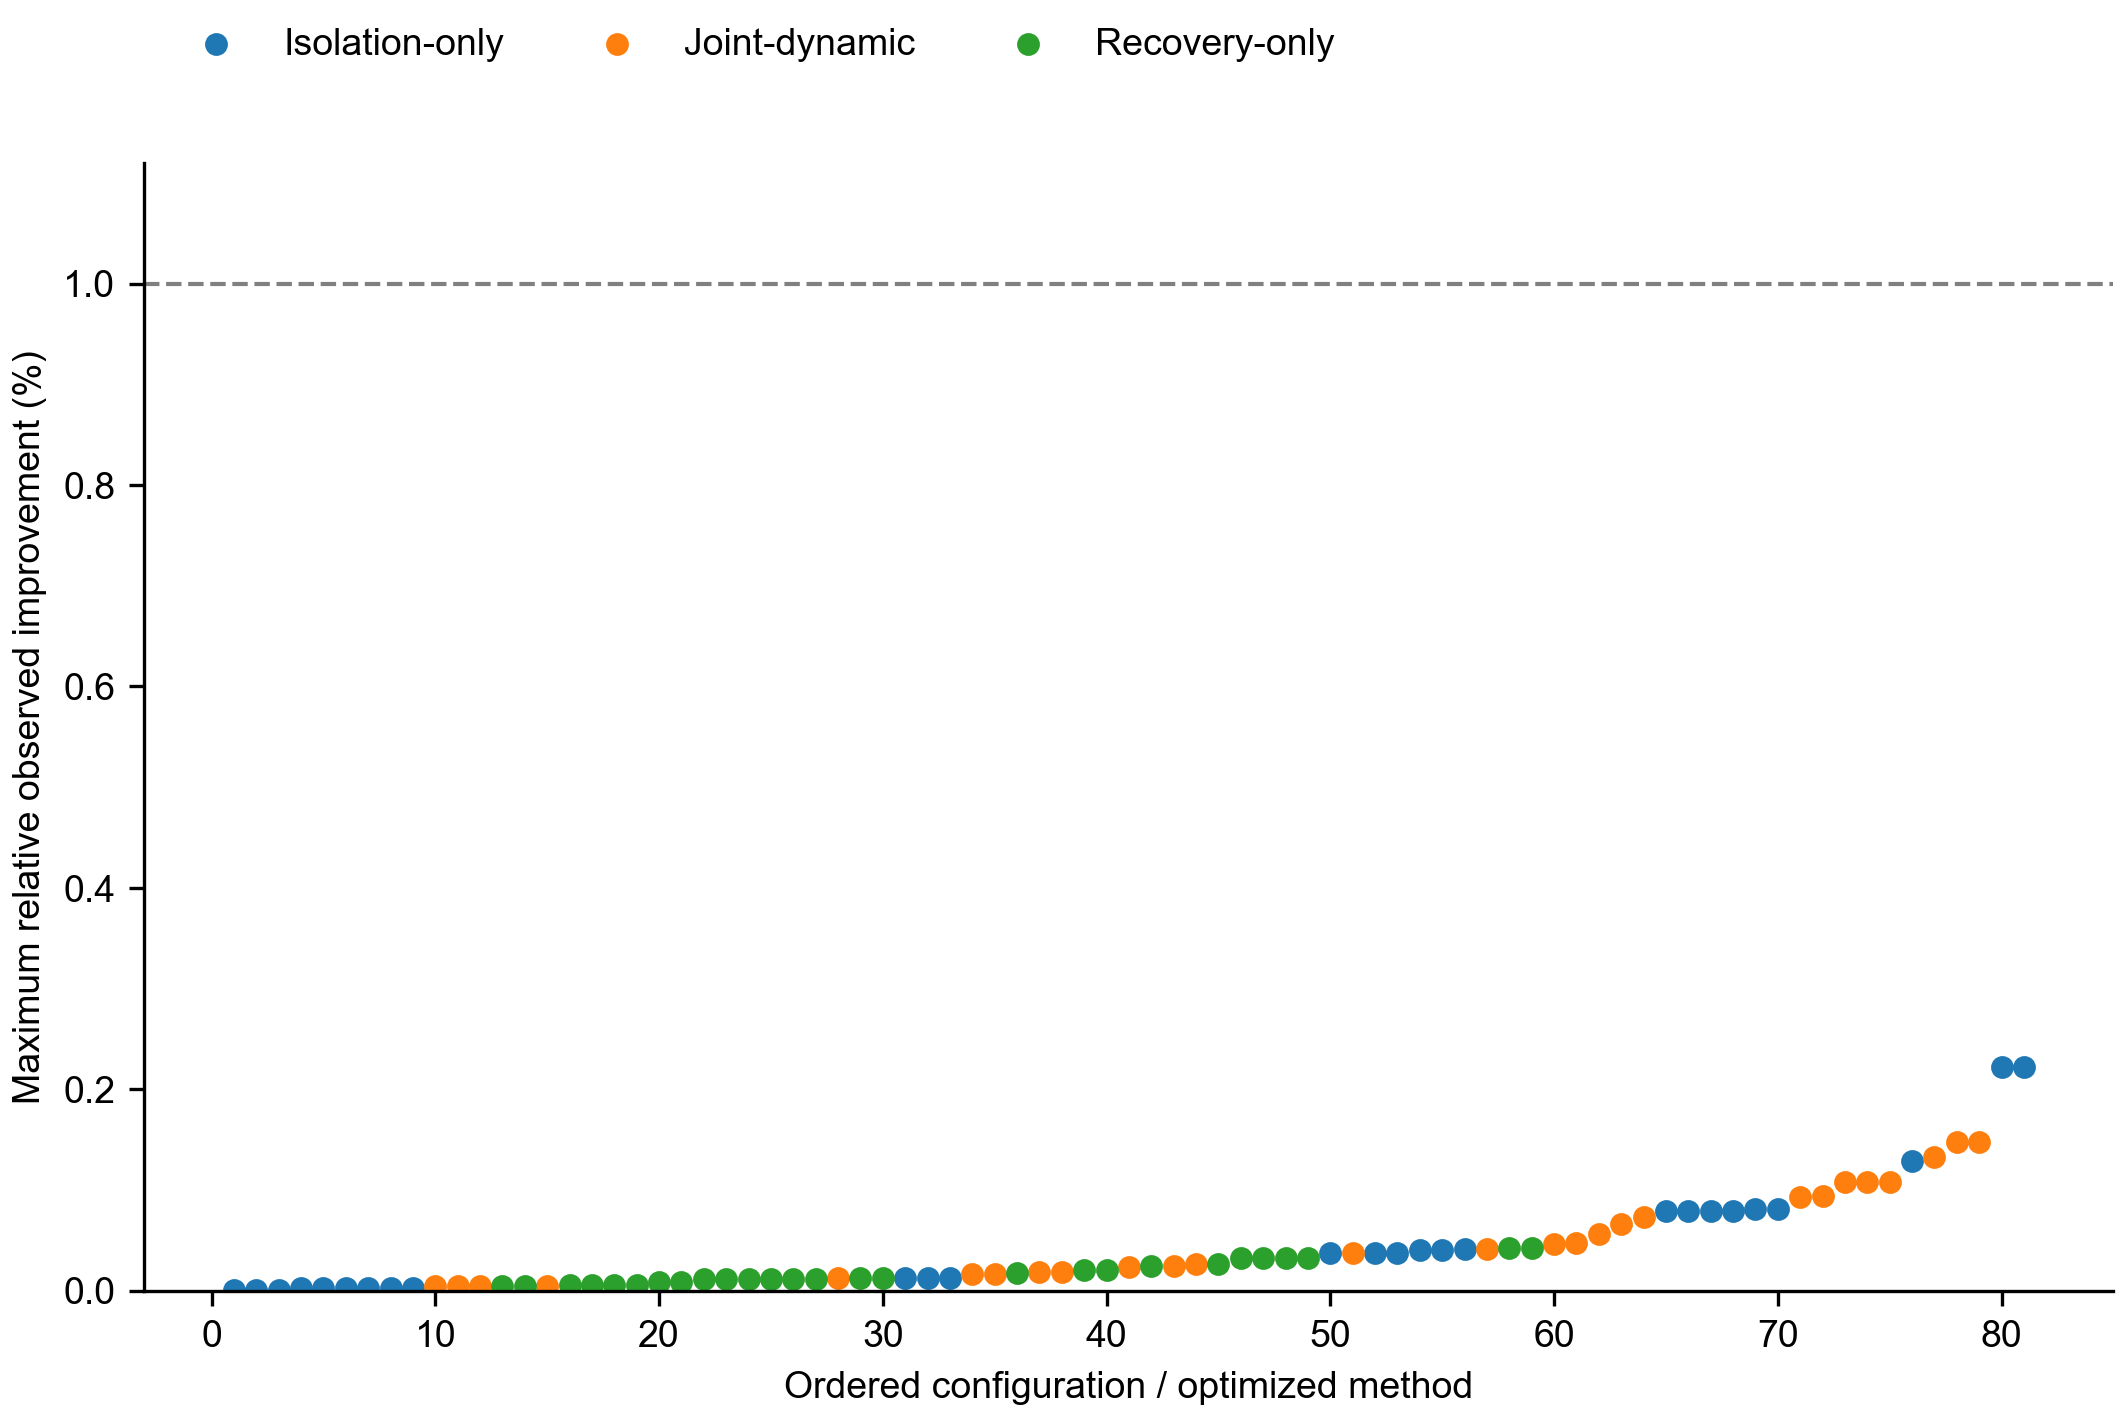 Isolation-only Joint-dynamic Recovery-only
Maximum relative observed improvement (%)
1.0
0.8
0.6
0.4
0.2
0.0
0 10 20 30 40 50 60 70 80
Ordered configuration / optimized method